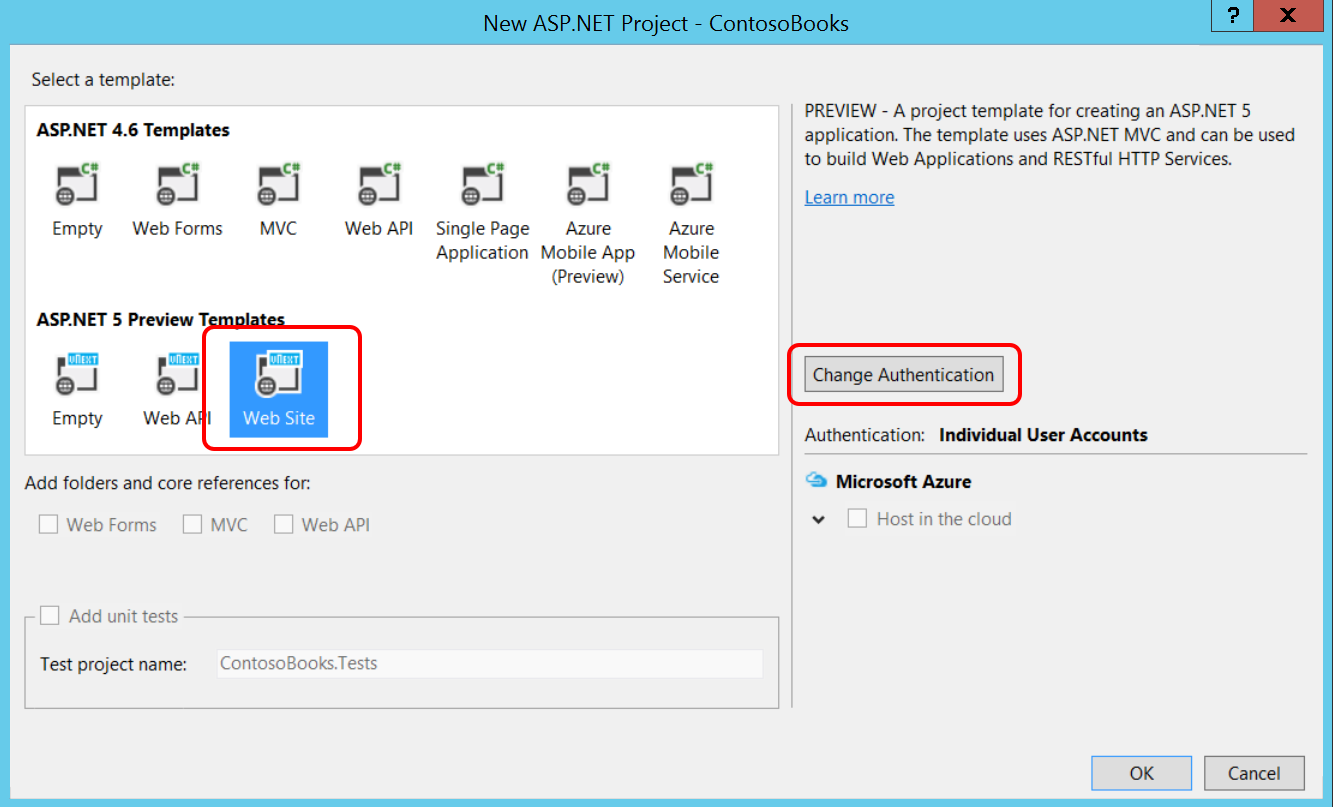 New ASP.NET Project - ContosoBooks
?
X
Select a template:
ASP.NET 4.6 Templates
C# C# C# C# C# C# C#
Empty Web Forms MVC Web API Single Page Azure Azure
Application Mobile App Mobile
(Preview) Service
ASP.NET 5 Preview Templates
vNEXT vNEXT vNEXT
Empty Web API Web Site
Add folders and core references for:
Web Forms MVC Web API
Add unit tests
Test project name: ContosoBooks.Tests
PREVIEW - A project template for creating an ASP.NET 5
application. The template uses ASP.NET MVC and can be used
to build Web Applications and RESTful HTTP Services.
Learn more
Change Authentication
Authentication: Individual User Accounts
Microsoft Azure
Host in the cloud
OK Cancel